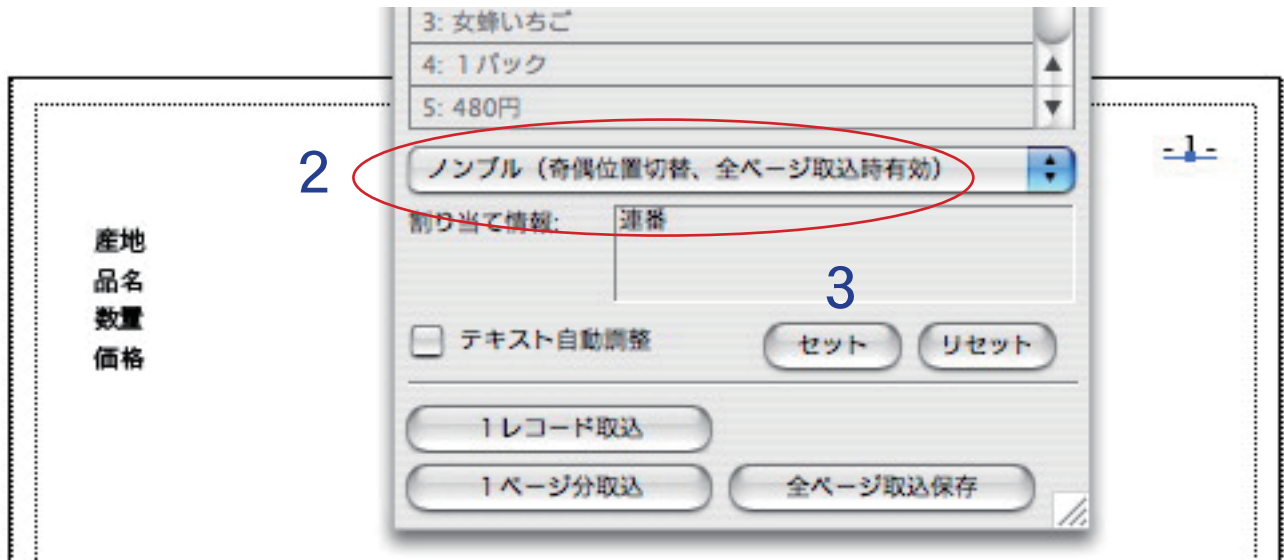 3: 女蜂いちご
4: 1パック
5: 480円
- 1 -
2
ノンブル（奇偶位置切替、全ページ取込時有効）
割り当て情報:
連番
産地
品名
数量
価格
3
テキスト自動調整
セット
リセット
1レコード取込
1ページ分取込
全ページ取込保存